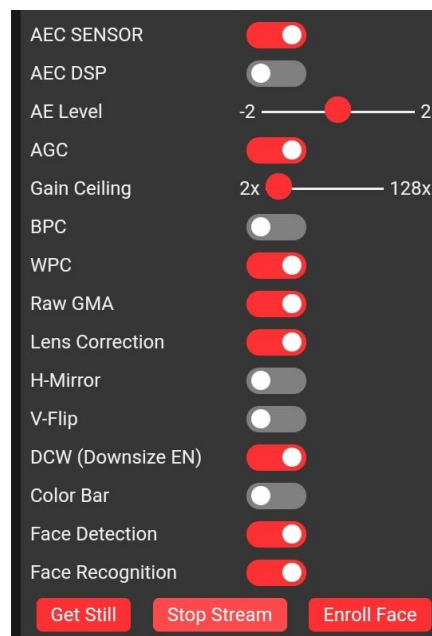 AEC SENSOR
AEC DSP
AE Level -2 2
AGC
Gain Ceiling 2x 128x
BPC
WPC
Raw GMA
Lens Correction
H-Mirror
V-Flip
DCW (Downsize EN)
Color Bar
Face Detection
Face Recognition
Get Still Stop Stream Enroll Face